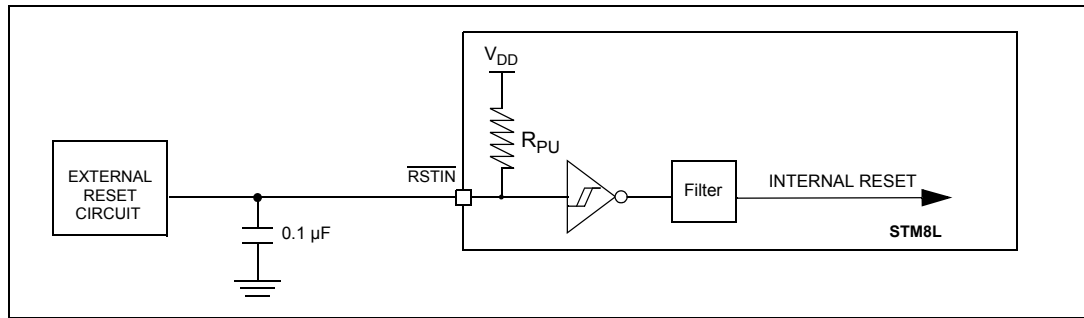 V_DD
R_PU
EXTERNAL
RESET
CIRCUIT
RSTIN
Filter
INTERNAL RESET
0.1 µF
STM8L